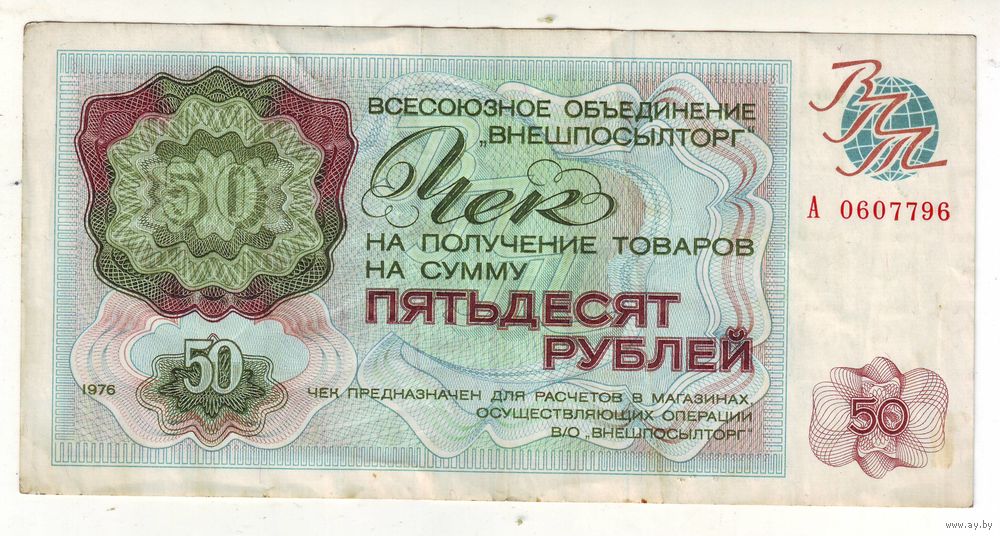 ВСЕСОЮЗНОЕ ОБЪЕДИНЕНИЕ
„ВНЕШПОСЫЛТОРГ“
Чек
НА ПОЛУЧЕНИЕ ТОВАРОВ
НА СУММУ
ПЯТЬДЕСЯТ
РУБЛЕЙ
ЧЕК ПРЕДНАЗНАЧЕН ДЛЯ РАСЧЕТОВ В МАГАЗИНАХ,
ОСУЩЕСТВЛЯЮЩИХ ОПЕРАЦИИ
В/О „ВНЕШПОСЫЛТОРГ“
50
50
1976
ВПТ
А 0607796
50
www.ay.by